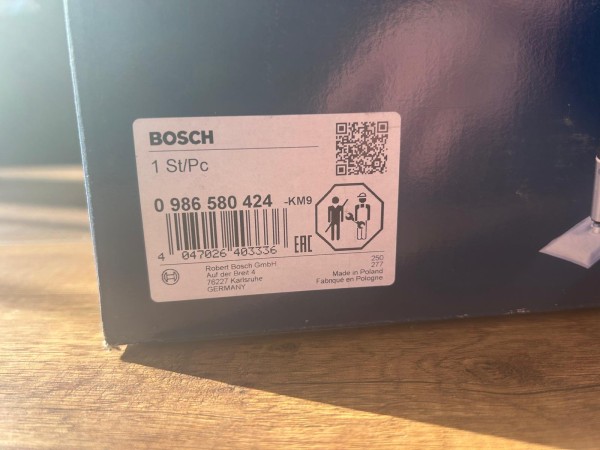 BOSCH
1 St/Pc
0 986 580 424 -KM9
4 047026 403336
EAC
Robert Bosch GmbH
Auf der Breit 4
76227 Karlsruhe
GERMANY
250
277
Made in Poland
Fabriqué en Pologne